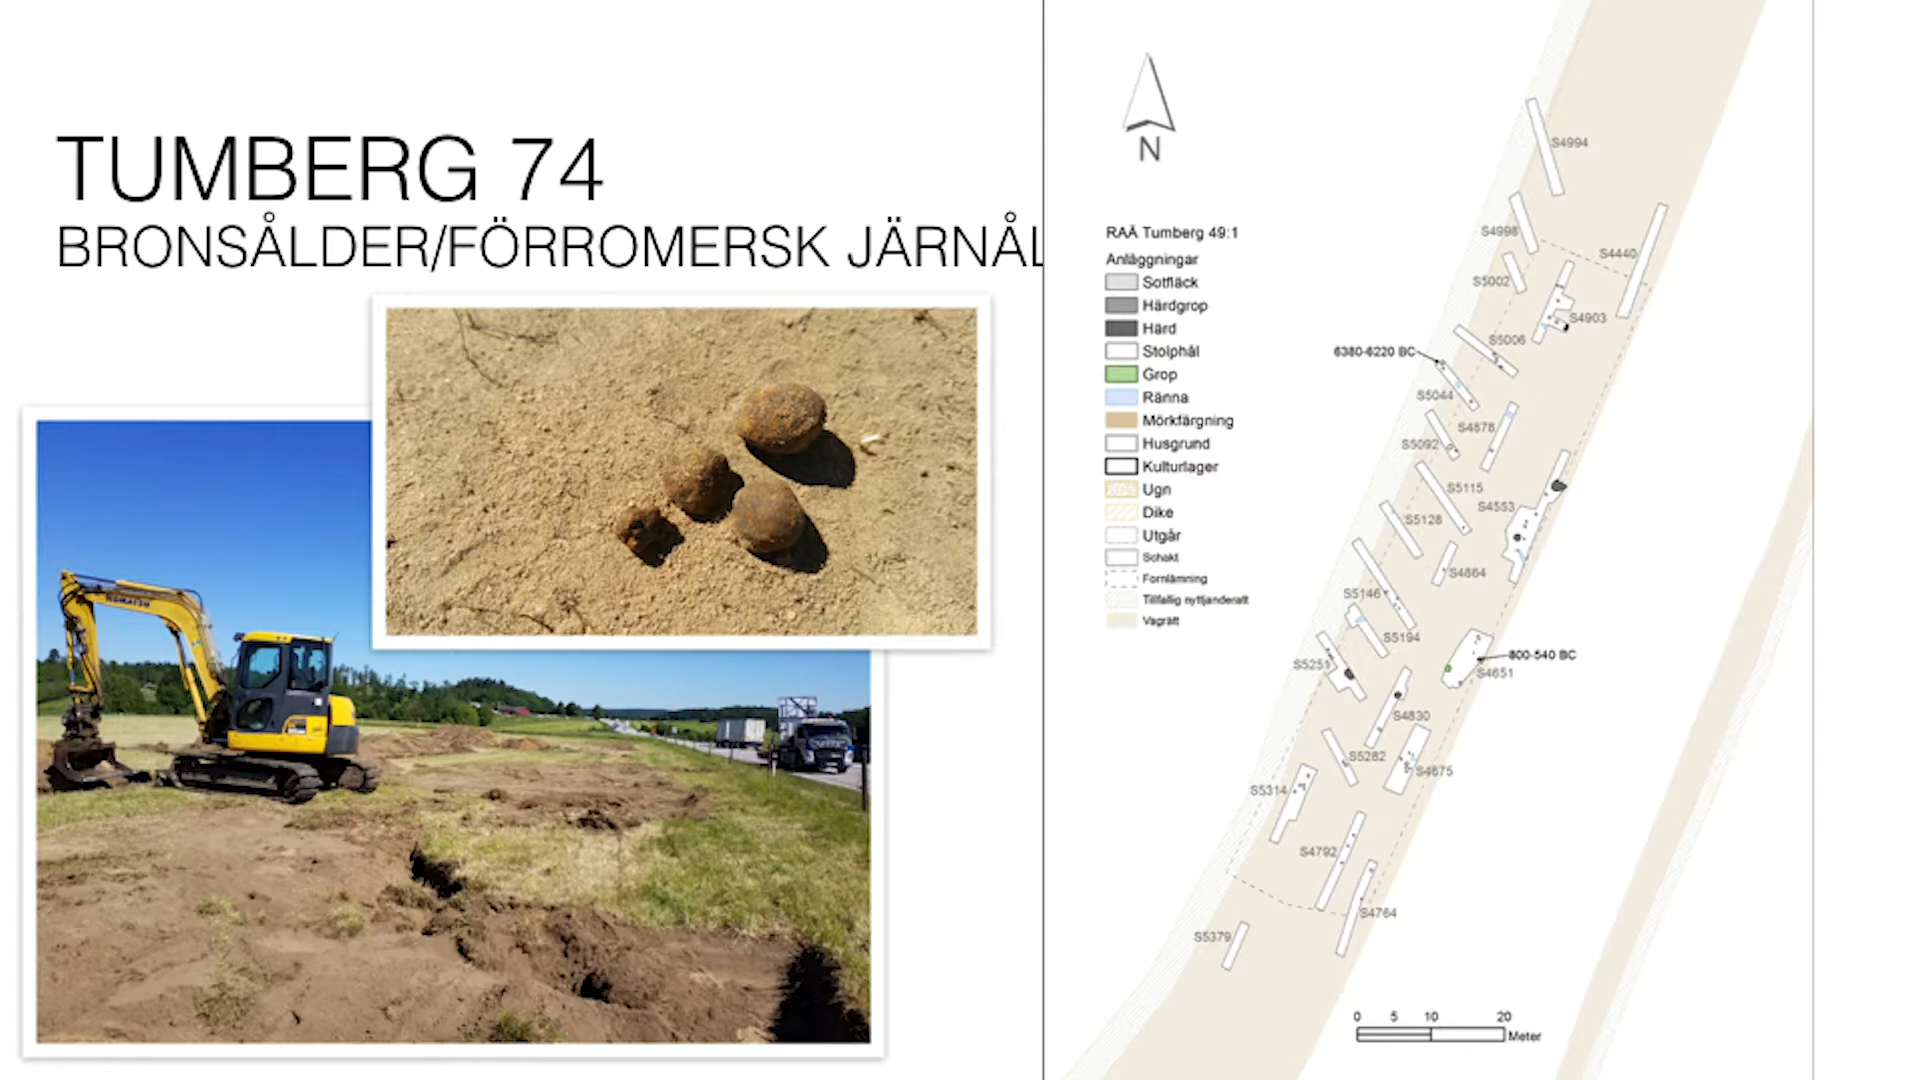 TUMBERG 74
BRONSÅLDER/FÖRROMERSK JÄRNÅL
KOMATSU
N
RAÄ Tumberg 49:1
Anläggningar
Sotfläck
Härdgrop
Härd
Stolphål
Grop
Ränna
Mörkfärgning
Husgrund
Kulturlager
Ugn
Dike
Utgår
Schakt
Fornlämning
Tillfällig nyttjanderätt
Vägrätt
S4994
S4998
S4440
S5002
S4903
S5006
6380-6220 BC
S5044
S4878
S5092
S5115
S4553
S5128
S4864
S5146
S5194
S5251
800-540 BC
S4651
S4830
S5282
S4675
S5314
S4792
S4764
S5379
0 5 10 20
Meter